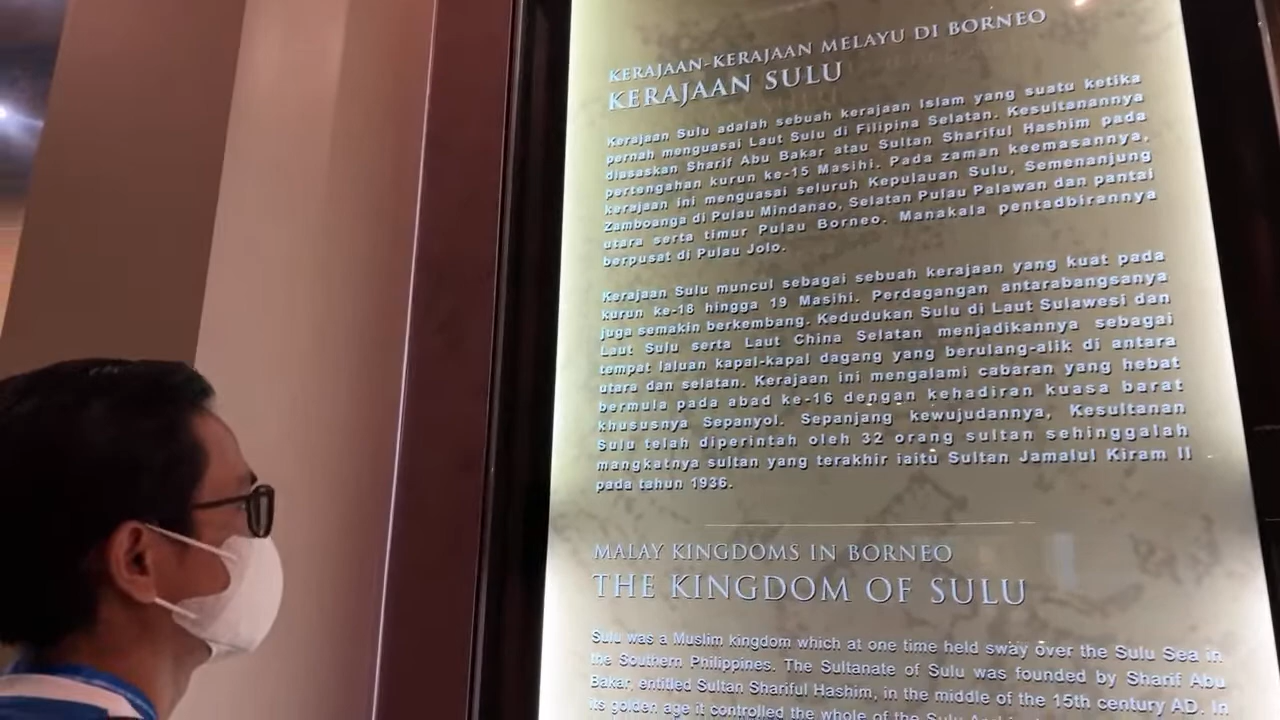 KERAJAAN-KERAJAAN MELAYU DI BORNEO
KERAJAAN SULU
Kerajaan Sulu adalah sebuah kerajaan Islam yang suatu ketika
pernah menguasai Laut Sulu di Filipina Selatan. Kesultanannya
diasaskan Sharif Abu Bakar atau Sultan Shariful Hashim pada
pertengahan kurun ke-15 Masihi. Pada zaman keemasannya,
kerajaan ini menguasai seluruh Kepulauan Sulu, Semenanjung
Zamboanga di Pulau Mindanao, Selatan Pulau Palawan dan pantai
utara serta timur Pulau Borneo. Manakala pentadbirannya
berpusat di Pulau Jolo.
Kerajaan Sulu muncul sebagai sebuah kerajaan yang kuat pada
kurun ke-18 hingga 19 Masihi. Perdagangan antarabangsanya
juga semakin berkembang. Kedudukan Sulu di Laut Sulawesi dan
Laut Sulu serta Laut China Selatan menjadikannya sebagai
tempat laluan kapal-kapal dagang yang berulang-alik di antara
utara dan selatan. Kerajaan ini mengalami cabaran yang hebat
bermula pada abad ke-16 dengan kehadiran kuasa barat
khususnya Sepanyol. Sepanjang kewujudannya, Kesultanan
Sulu telah diperintah oleh 32 orang sultan sehinggalah
mangkatnya sultan yang terakhir iaitu Sultan Jamalul Kiram II
pada tahun 1936.
MALAY KINGDOMS IN BORNEO
THE KINGDOM OF SULU
Sulu was a Muslim kingdom which at one time held sway over the Sulu Sea in
the Southern Philippines. The Sultanate of Sulu was founded by Sharif Abu
Bakar, entitled Sultan Shariful Hashim, in the middle of the 15th century AD. In
its golden age it controlled the whole of the Sulu